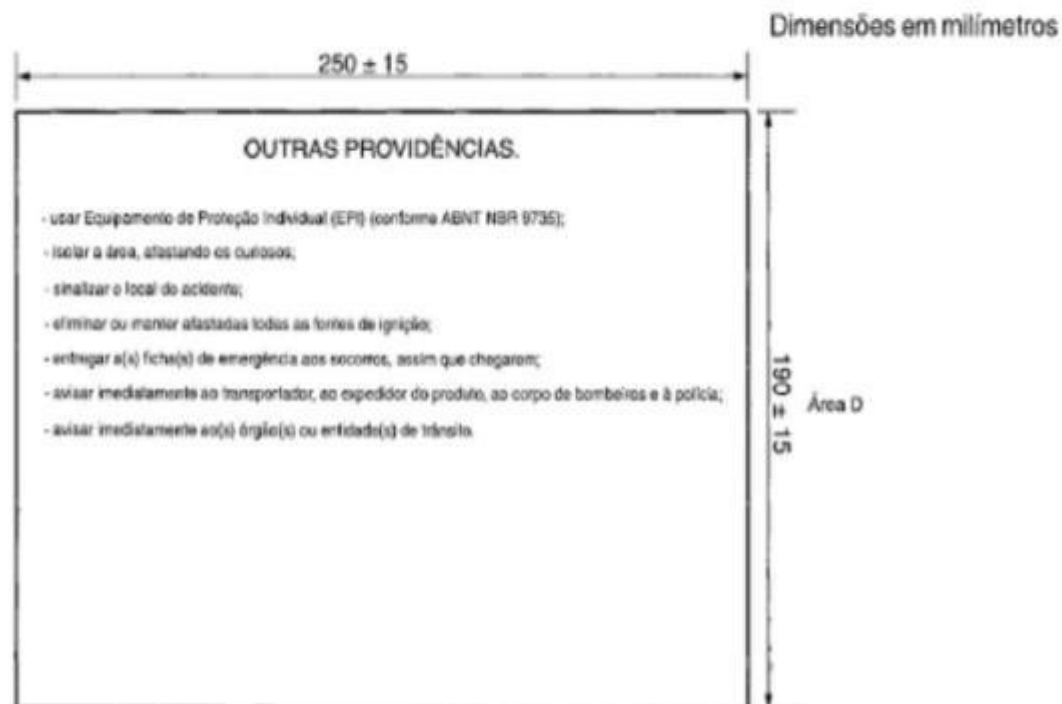 Dimensões em milímetros
250 ± 15
OUTRAS PROVIDÊNCIAS.
- usar Equipamento de Proteção Individual (EPI) (conforme ABNT NBR 9735);
- isolar a área, afastando os curiosos;
- sinalizar o local do acidente;
- eliminar ou manter afastadas todas as fontes de ignição;
- entregar a(s) ficha(s) de emergência aos socorros, assim que chegarem;
- avisar imediatamente ao transportador, ao expedidor do produto, ao corpo de bombeiros e à polícia;
- avisar imediatamente ao(s) órgão(s) ou entidade(s) de trânsito.
190 ± 15
Área D